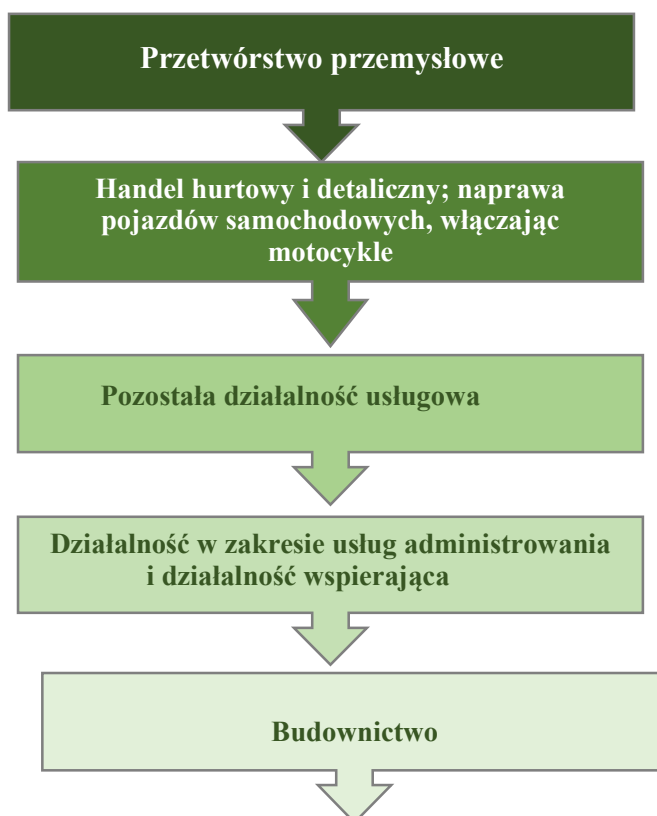 Przetwórstwo przemysłowe
Handel hurtowy i detaliczny; naprawa
pojazdów samochodowych, włączając
motocykle
Pozostała działalność usługowa
Działalność w zakresie usług administrowania
i działalność wspierająca
Budownictwo